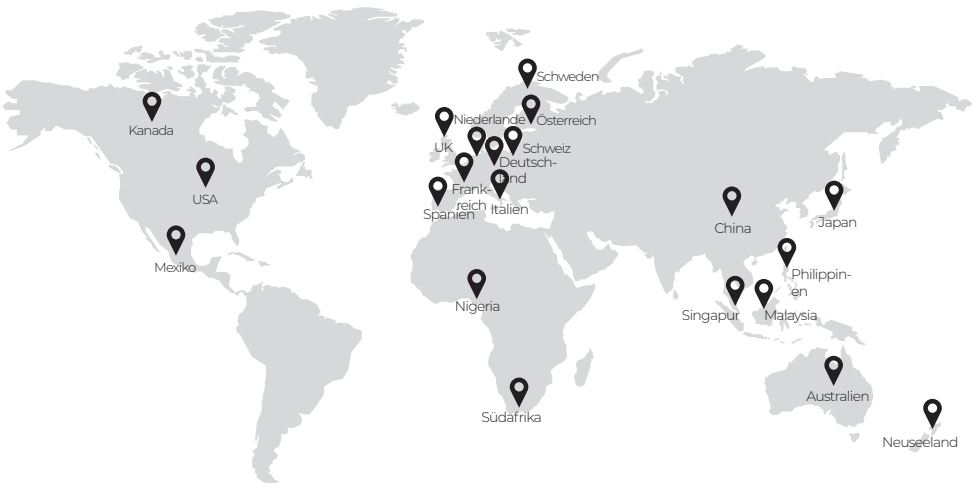 Schweden
Niederlande
Österreich
Kanada
UK
Schweiz
Deutsch-
land
USA
Frank-
reich
Italien
Spanien
Japan
China
Mexiko
Philippin-
en
Nigeria
Singapur
Malaysia
Australien
Südafrika
Neuseeland